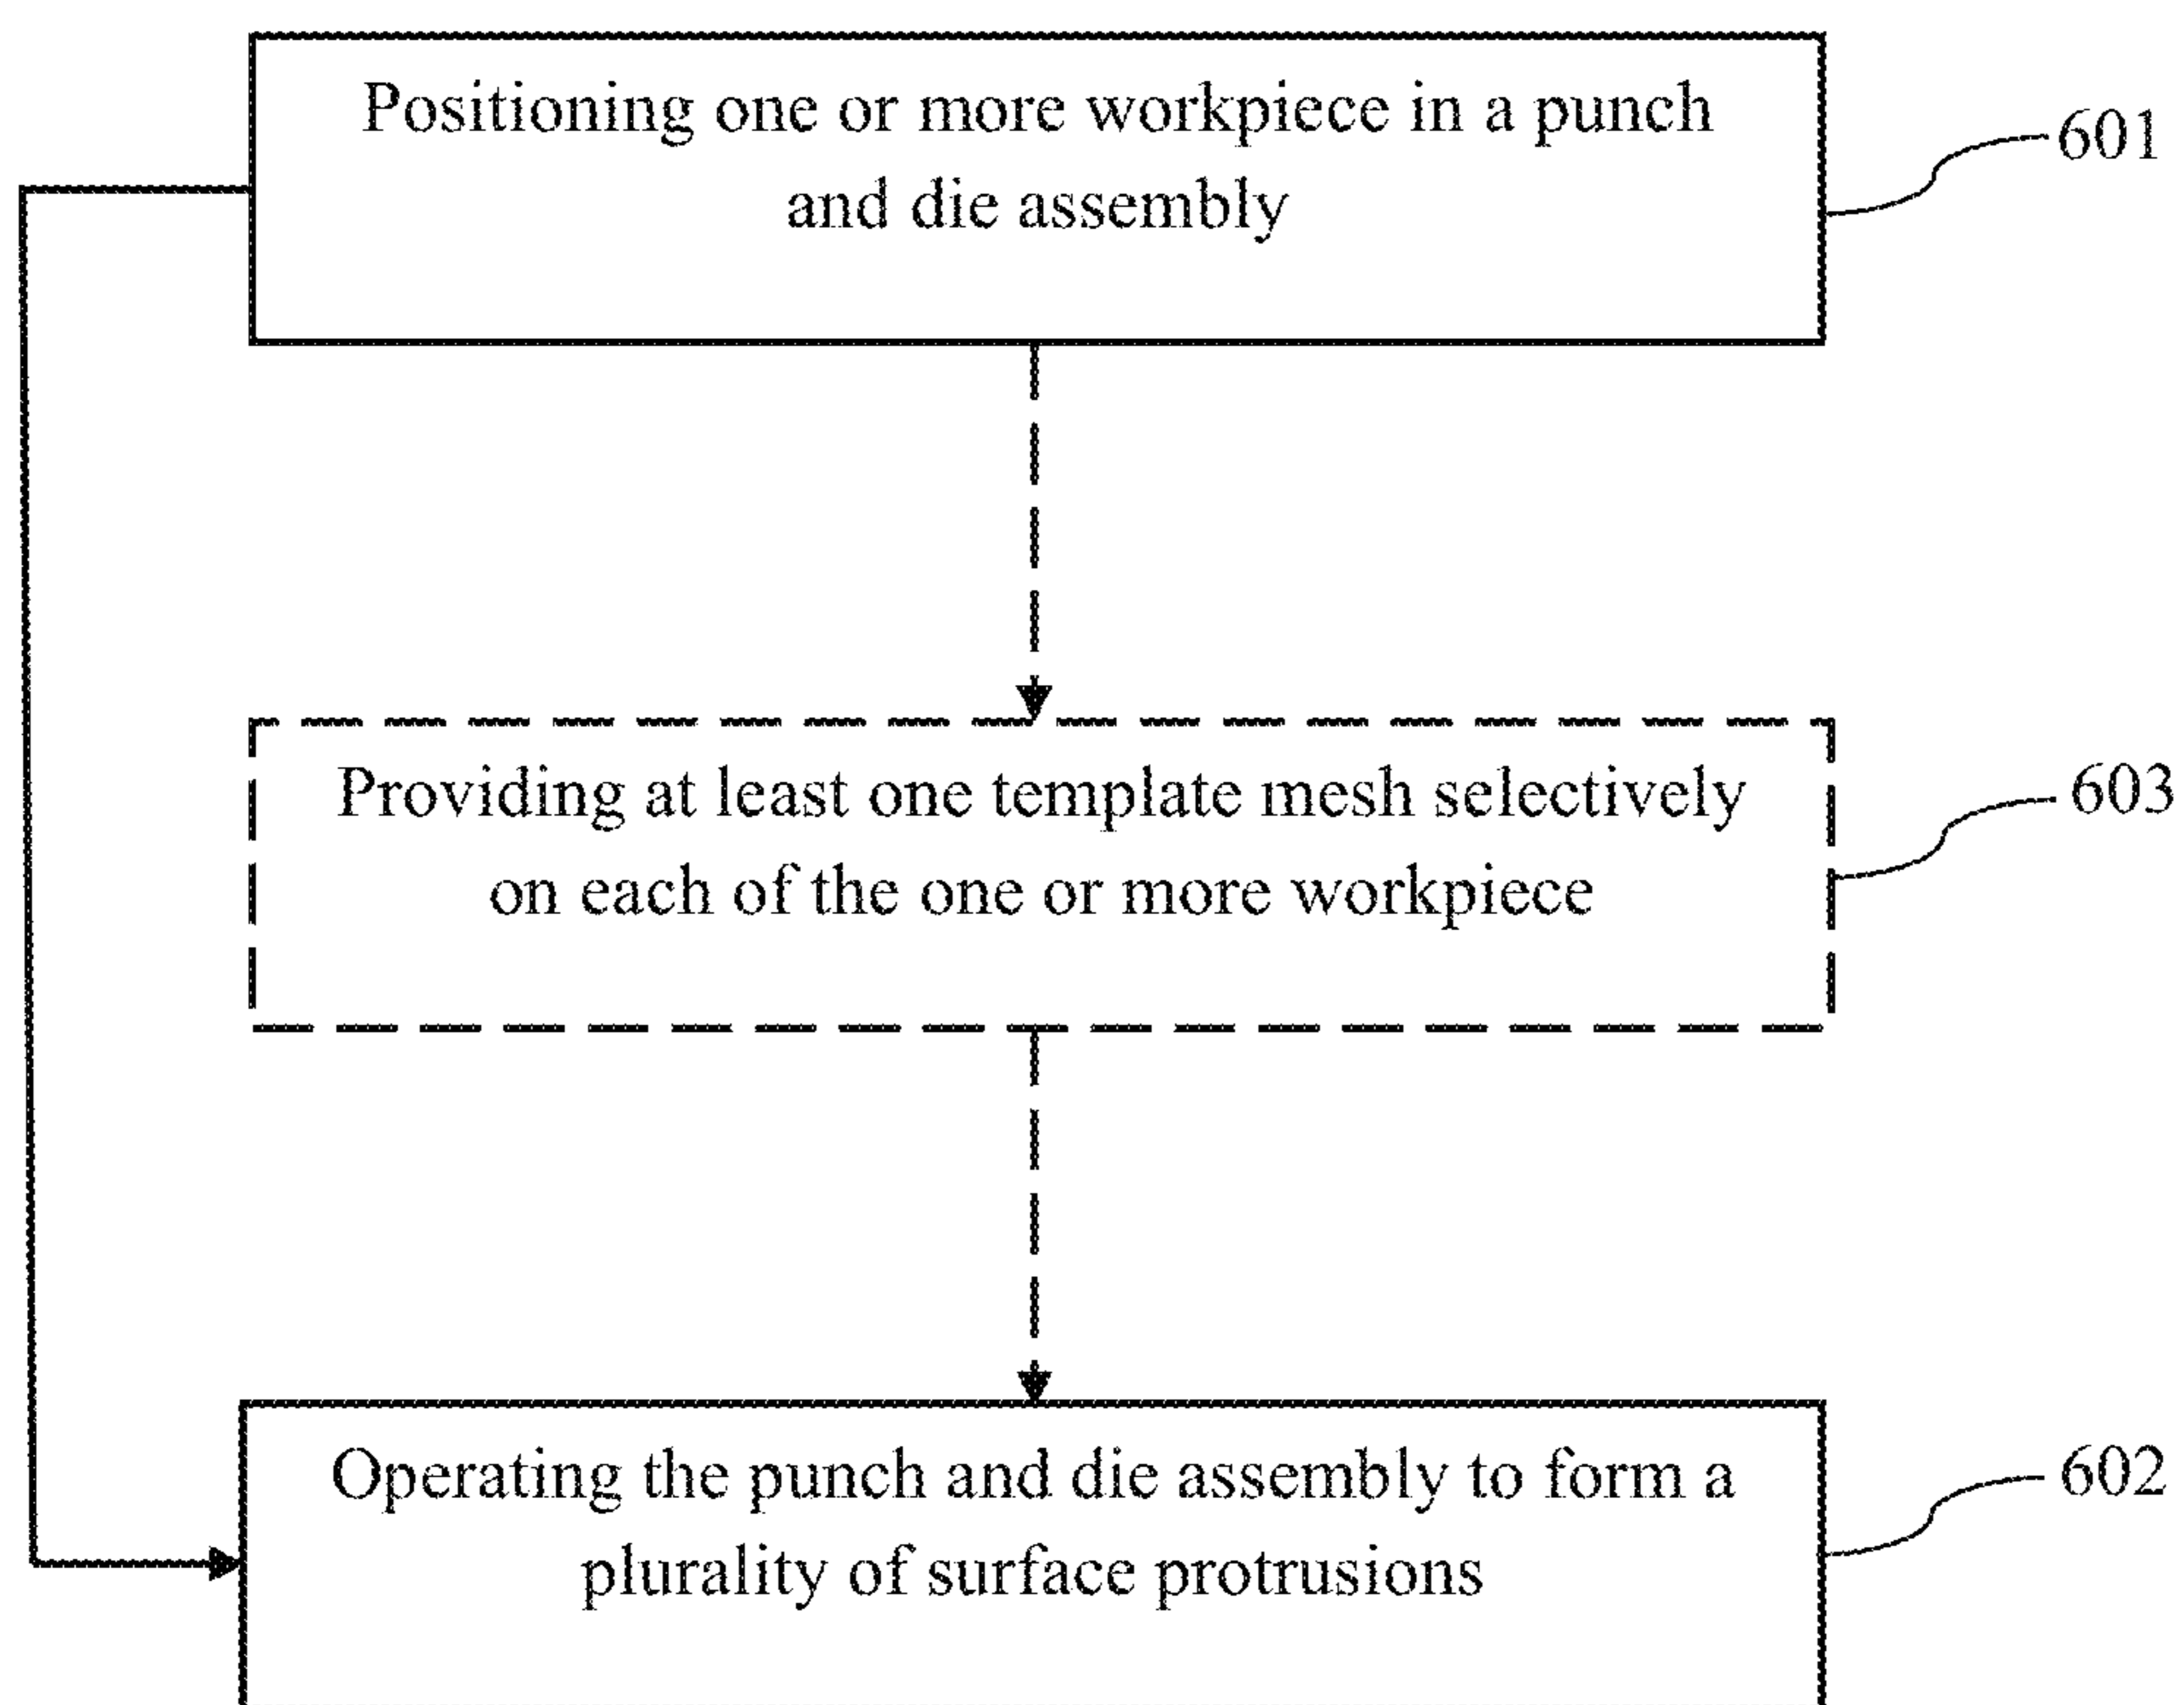 Positioning one or more workpiece in a punch
and die assembly
601
Providing at least one template mesh selectively
on each of the one or more workpiece
603
Operating the punch and die assembly to form a
plurality of surface protrusions
602